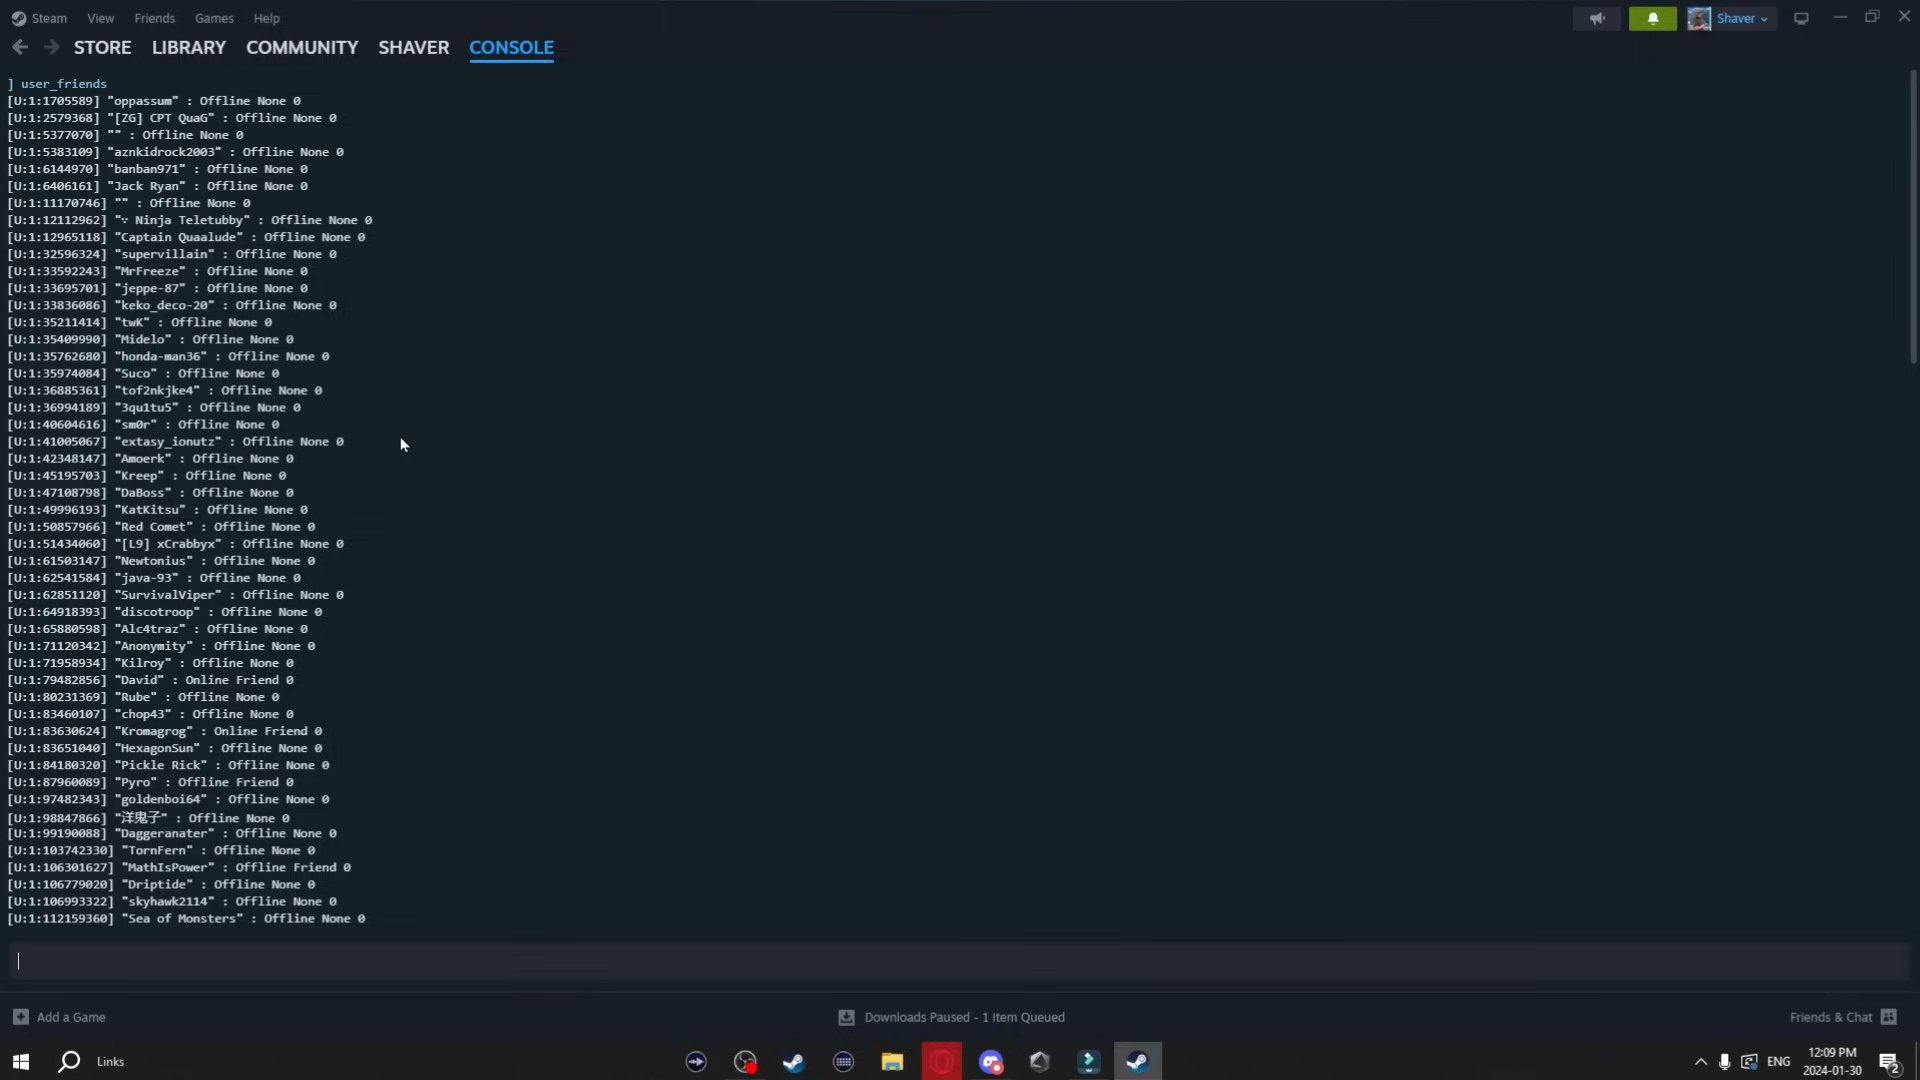 Steam View Friends Games Help Shaver
STORE LIBRARY COMMUNITY SHAVER CONSOLE
] user_friends
[U:1:1705589] "oppassum" : Offline None 0
[U:1:2579368] "[ZG] CPT QuaG" : Offline None 0
[U:1:5377070] "" : Offline None 0
[U:1:5383109] "aznkidrock2003" : Offline None 0
[U:1:6144970] "banban971" : Offline None 0
[U:1:6406161] "Jack Ryan" : Offline None 0
[U:1:11170746] "" : Offline None 0
[U:1:12112962] "∵ Ninja Teletubby" : Offline None 0
[U:1:12965118] "Captain Quaalude" : Offline None 0
[U:1:32596324] "supervillain" : Offline None 0
[U:1:33592243] "MrFreeze" : Offline None 0
[U:1:33695701] "jeppe-87" : Offline None 0
[U:1:33836086] "keko_deco-20" : Offline None 0
[U:1:35211414] "twK" : Offline None 0
[U:1:35409990] "Midelo" : Offline None 0
[U:1:35762680] "honda-man36" : Offline None 0
[U:1:35974084] "Suco" : Offline None 0
[U:1:36885361] "tof2nkjke4" : Offline None 0
[U:1:36994189] "3qu1tu5" : Offline None 0
[U:1:40604616] "sm0r" : Offline None 0
[U:1:41005067] "extasy_ionutz" : Offline None 0
[U:1:42348147] "Amoerk" : Offline None 0
[U:1:45195703] "Kreep" : Offline None 0
[U:1:47108798] "DaBoss" : Offline None 0
[U:1:49996193] "KatKitsu" : Offline None 0
[U:1:50857966] "Red Comet" : Offline None 0
[U:1:51434060] "[L9] xCrabbyx" : Offline None 0
[U:1:61503147] "Newtonius" : Offline None 0
[U:1:62541584] "java-93" : Offline None 0
[U:1:62851120] "SurvivalViper" : Offline None 0
[U:1:64918393] "discotroop" : Offline None 0
[U:1:65880598] "Alc4traz" : Offline None 0
[U:1:71120342] "Anonymity" : Offline None 0
[U:1:71958934] "Kilroy" : Offline None 0
[U:1:79482856] "David" : Online Friend 0
[U:1:80231369] "Rube" : Offline None 0
[U:1:83460107] "chop43" : Offline None 0
[U:1:83630624] "Kromagrog" : Online Friend 0
[U:1:83651040] "HexagonSun" : Offline None 0
[U:1:84180320] "Pickle Rick" : Offline None 0
[U:1:87960089] "Pyro" : Offline Friend 0
[U:1:97482343] "goldenboi64" : Offline None 0
[U:1:98847866] "洋鬼子" : Offline None 0
[U:1:99190088] "Daggeranater" : Offline None 0
[U:1:103742330] "TornFern" : Offline None 0
[U:1:106301627] "MathIsPower" : Offline Friend 0
[U:1:106779020] "Driptide" : Offline None 0
[U:1:106993322] "skyhawk2114" : Offline None 0
[U:1:112159360] "Sea of Monsters" : Offline None 0
Add a Game Downloads Paused - 1 Item Queued Friends & Chat
Links ENG 12:09 PM
2024-01-30 2